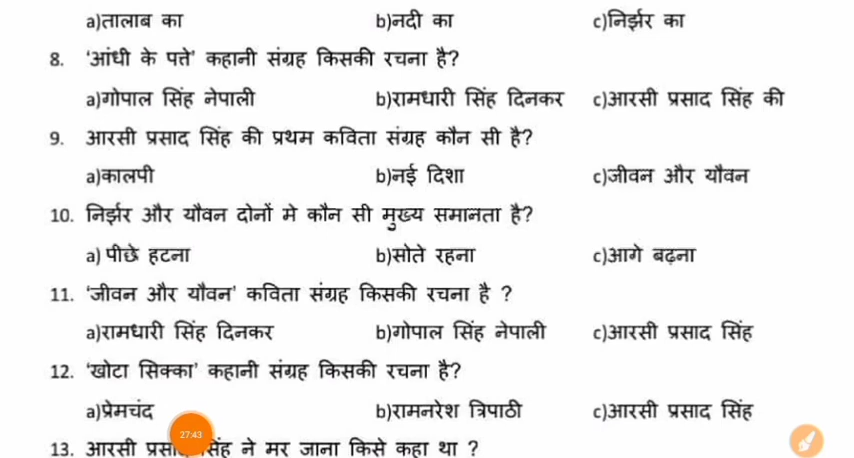 a)तालाब का b)नदी का c)निर्झर का
8. 'आंधी के पत्ते' कहानी संग्रह किसकी रचना है?
a)गोपाल सिंह नेपाली b)रामधारी सिंह दिनकर c)आरसी प्रसाद सिंह की
9. आरसी प्रसाद सिंह की प्रथम कविता संग्रह कौन सी है?
a)कालपी b)नई दिशा c)जीवन और यौवन
10. निर्झर और यौवन दोनों मे कौन सी मुख्य समानता है?
a) पीछे हटना b)सोते रहना c)आगे बढ़ना
11. 'जीवन और यौवन' कविता संग्रह किसकी रचना है ?
a)रामधारी सिंह दिनकर b)गोपाल सिंह नेपाली c)आरसी प्रसाद सिंह
12. 'खोटा सिक्का' कहानी संग्रह किसकी रचना है?
a)प्रेमचंद b)रामनरेश त्रिपाठी c)आरसी प्रसाद सिंह
27:43
13. आरसी सिंह ने मर जाना किसे कहा था ?